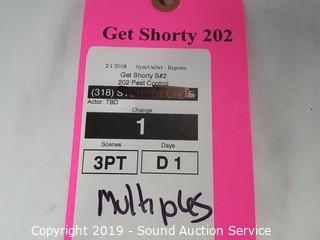 Get Shorty 202
2/1/2018 SyncOnSet - Reports
Get Shorty S#2
202 Pest Control
(318)
Actor: TBD
Change
1
Scenes Days
3PT D 1
Multiples
Copyright 2019 - Sound Auction Service